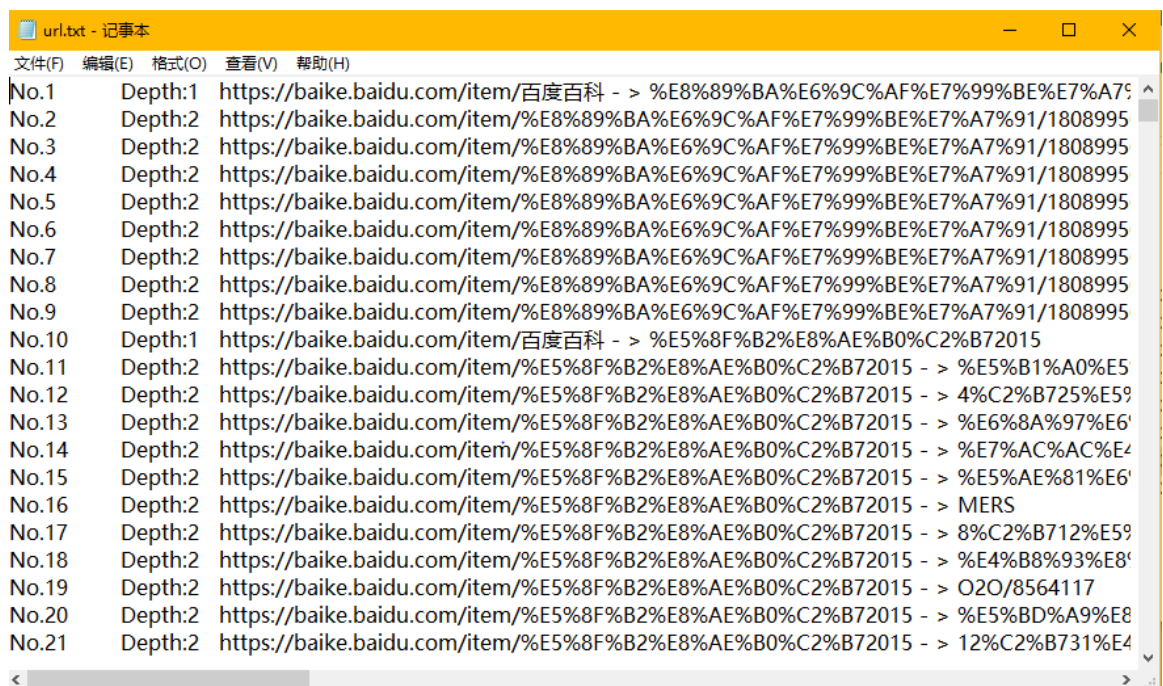 url.txt - 记事本
文件(F) 编辑(E) 格式(O) 查看(V) 帮助(H)
No.1 Depth:1 https://baike.baidu.com/item/百度百科 - > %E8%89%BA%E6%9C%AF%E7%99%BE%E7%A7%
No.2 Depth:2 https://baike.baidu.com/item/%E8%89%BA%E6%9C%AF%E7%99%BE%E7%A7%91/1808995
No.3 Depth:2 https://baike.baidu.com/item/%E8%89%BA%E6%9C%AF%E7%99%BE%E7%A7%91/1808995
No.4 Depth:2 https://baike.baidu.com/item/%E8%89%BA%E6%9C%AF%E7%99%BE%E7%A7%91/1808995
No.5 Depth:2 https://baike.baidu.com/item/%E8%89%BA%E6%9C%AF%E7%99%BE%E7%A7%91/1808995
No.6 Depth:2 https://baike.baidu.com/item/%E8%89%BA%E6%9C%AF%E7%99%BE%E7%A7%91/1808995
No.7 Depth:2 https://baike.baidu.com/item/%E8%89%BA%E6%9C%AF%E7%99%BE%E7%A7%91/1808995
No.8 Depth:2 https://baike.baidu.com/item/%E8%89%BA%E6%9C%AF%E7%99%BE%E7%A7%91/1808995
No.9 Depth:2 https://baike.baidu.com/item/%E8%89%BA%E6%9C%AF%E7%99%BE%E7%A7%91/1808995
No.10 Depth:1 https://baike.baidu.com/item/百度百科 - > %E5%8F%B2%E8%AE%B0%C2%B72015
No.11 Depth:2 https://baike.baidu.com/item/%E5%8F%B2%E8%AE%B0%C2%B72015 - > %E5%B1%A0%E5
No.12 Depth:2 https://baike.baidu.com/item/%E5%8F%B2%E8%AE%B0%C2%B72015 - > 4%C2%B725%E5%
No.13 Depth:2 https://baike.baidu.com/item/%E5%8F%B2%E8%AE%B0%C2%B72015 - > %E6%8A%97%E6
No.14 Depth:2 https://baike.baidu.com/item/%E5%8F%B2%E8%AE%B0%C2%B72015 - > %E7%AC%AC%E4
No.15 Depth:2 https://baike.baidu.com/item/%E5%8F%B2%E8%AE%B0%C2%B72015 - > %E5%AE%81%E6
No.16 Depth:2 https://baike.baidu.com/item/%E5%8F%B2%E8%AE%B0%C2%B72015 - > MERS
No.17 Depth:2 https://baike.baidu.com/item/%E5%8F%B2%E8%AE%B0%C2%B72015 - > 8%C2%B712%E5%
No.18 Depth:2 https://baike.baidu.com/item/%E5%8F%B2%E8%AE%B0%C2%B72015 - > %E4%B8%93%E8
No.19 Depth:2 https://baike.baidu.com/item/%E5%8F%B2%E8%AE%B0%C2%B72015 - > O2O/8564117
No.20 Depth:2 https://baike.baidu.com/item/%E5%8F%B2%E8%AE%B0%C2%B72015 - > %E5%BD%A9%E8
No.21 Depth:2 https://baike.baidu.com/item/%E5%8F%B2%E8%AE%B0%C2%B72015 - > 12%C2%B731%E4